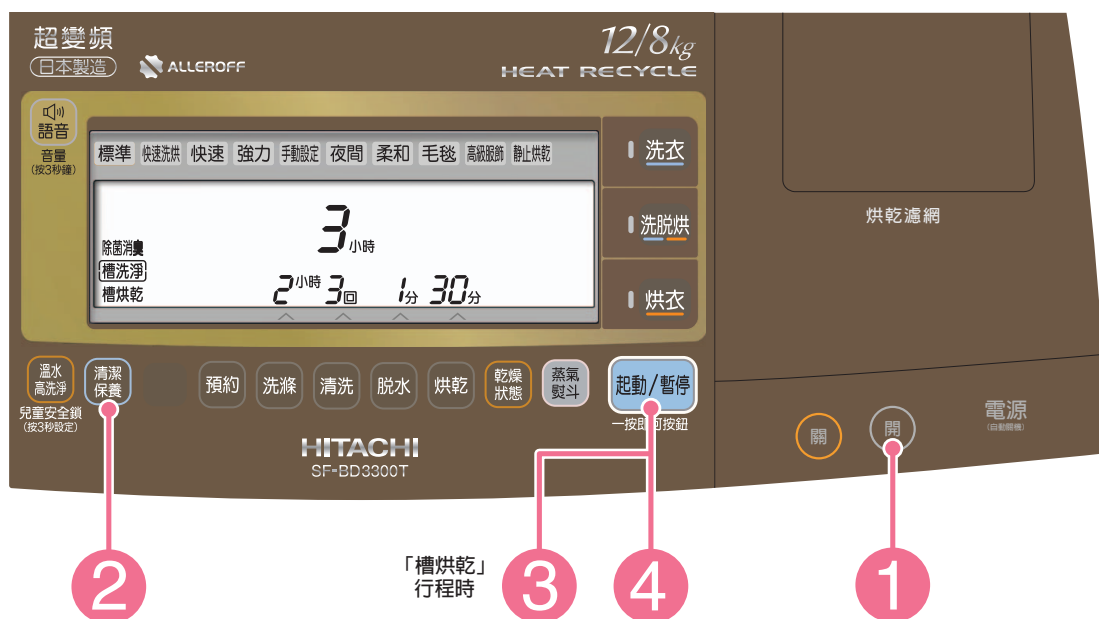 超變頻
日本製造
ALLEROFF
12/8kg
HEAT RECYCLE
語音
音量
(按3秒鐘)
標準 快速洗烘 快速 強力 手動設定 夜間 柔和 毛毯 高級服飾 靜止烘乾
3小時
除菌消臭
槽洗淨
槽烘乾
2小時 3回 1分 30分
洗衣
洗脫烘
烘衣
烘乾濾網
溫水
高洗淨
兒童安全鎖
(按3秒設定)
清潔
保養
預約
洗滌
清洗
脫水
烘乾
乾燥
狀態
蒸氣
熨斗
起動/暫停
一按即可按鈕
HITACHI
SF-BD3300T
關
開
電源
(自動關機)
「槽烘乾」
行程時
2
3
4
1